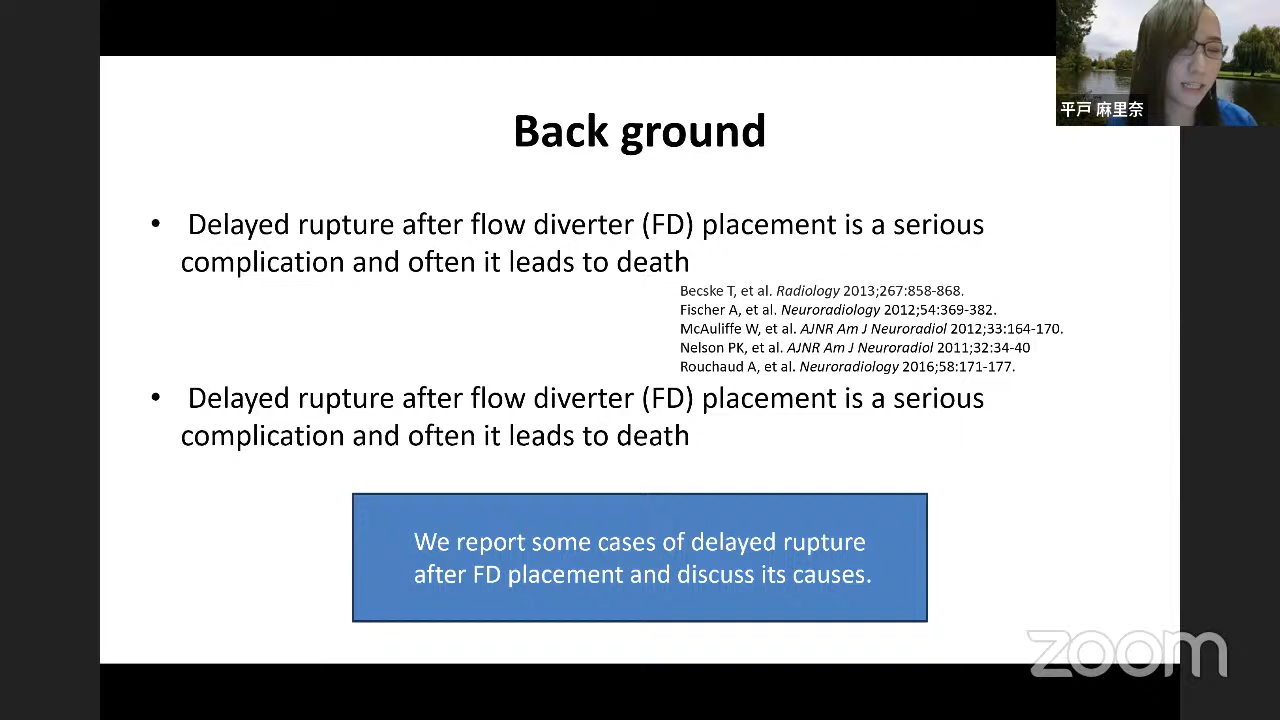 平戸 麻里奈
Back ground
• Delayed rupture after flow diverter (FD) placement is a serious
complication and often it leads to death
Becske T, et al. Radiology 2013;267:858-868.
Fischer A, et al. Neuroradiology 2012;54:369-382.
McAuliffe W, et al. AJNR Am J Neuroradiol 2012;33:164-170.
Nelson PK, et al. AJNR Am J Neuroradiol 2011;32:34-40
Rouchaud A, et al. Neuroradiology 2016;58:171-177.
• Delayed rupture after flow diverter (FD) placement is a serious
complication and often it leads to death
We report some cases of delayed rupture
after FD placement and discuss its causes.
zoom